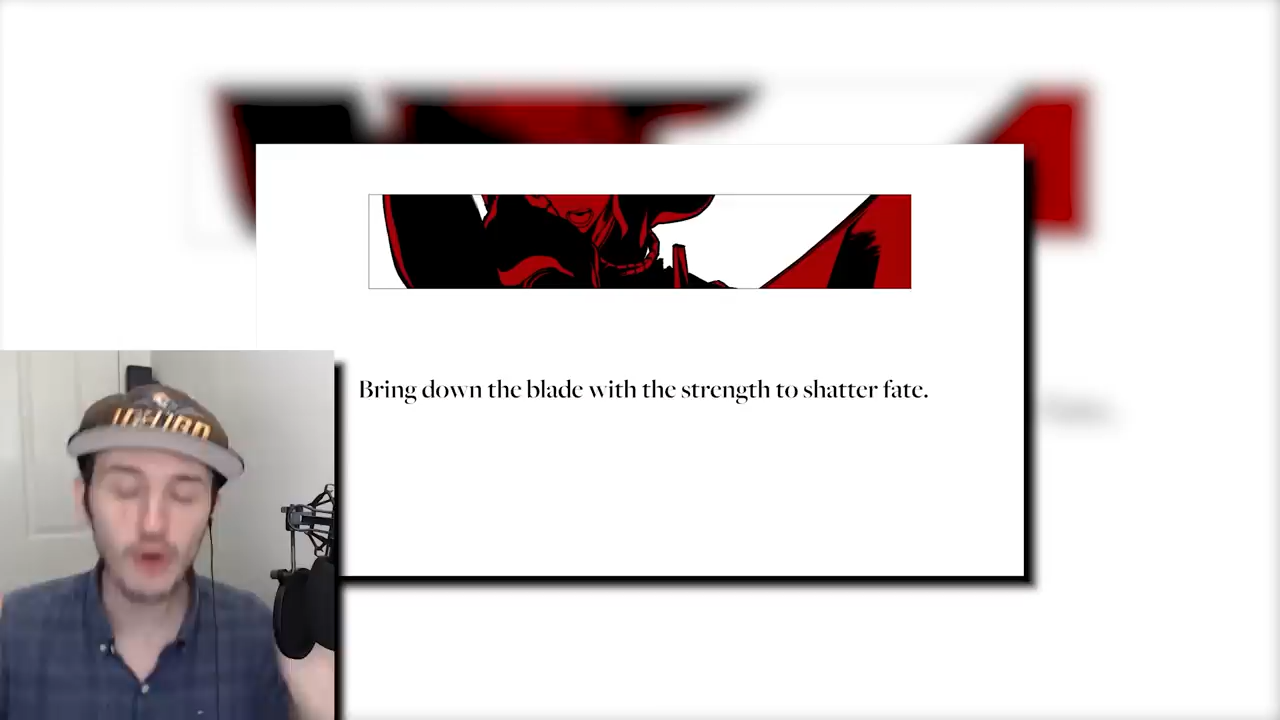 Bring down the blade with the strength to shatter fate.